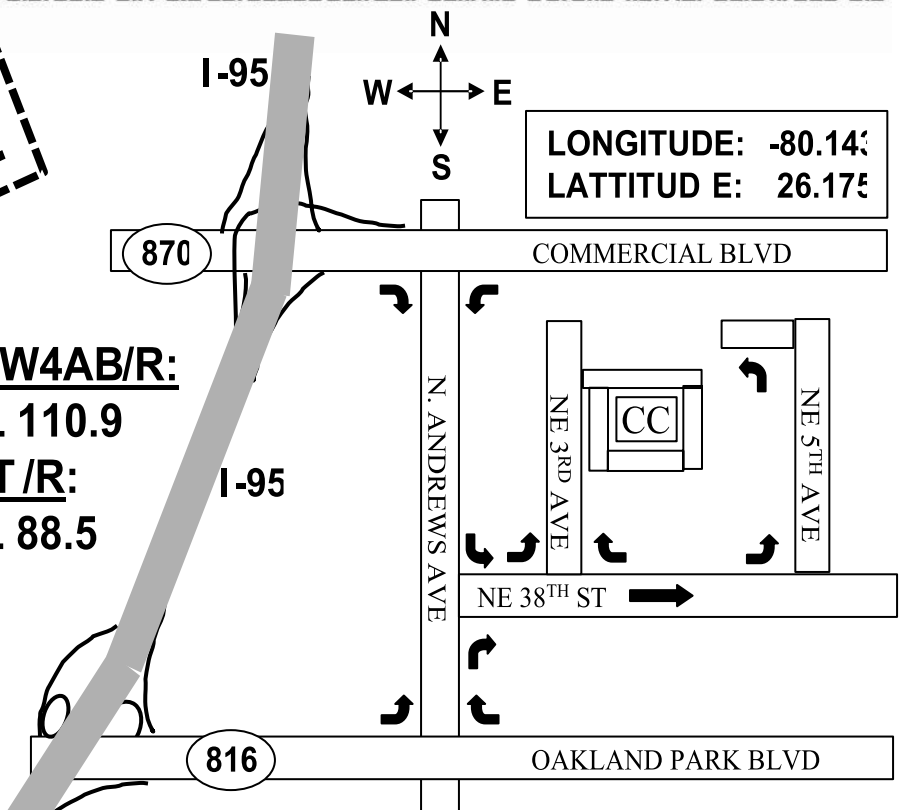 N
I-95
W E
S
LONGITUDE: -80.143
LATTITUD E: 26.175
870
COMMERCIAL BLVD
W4AB/R:
. 110.9
T /R:
. 88.5
I-95
N. ANDREWS AVE
NE 3RD AVE
CC
NE 5TH AVE
NE 38TH ST
816
OAKLAND PARK BLVD